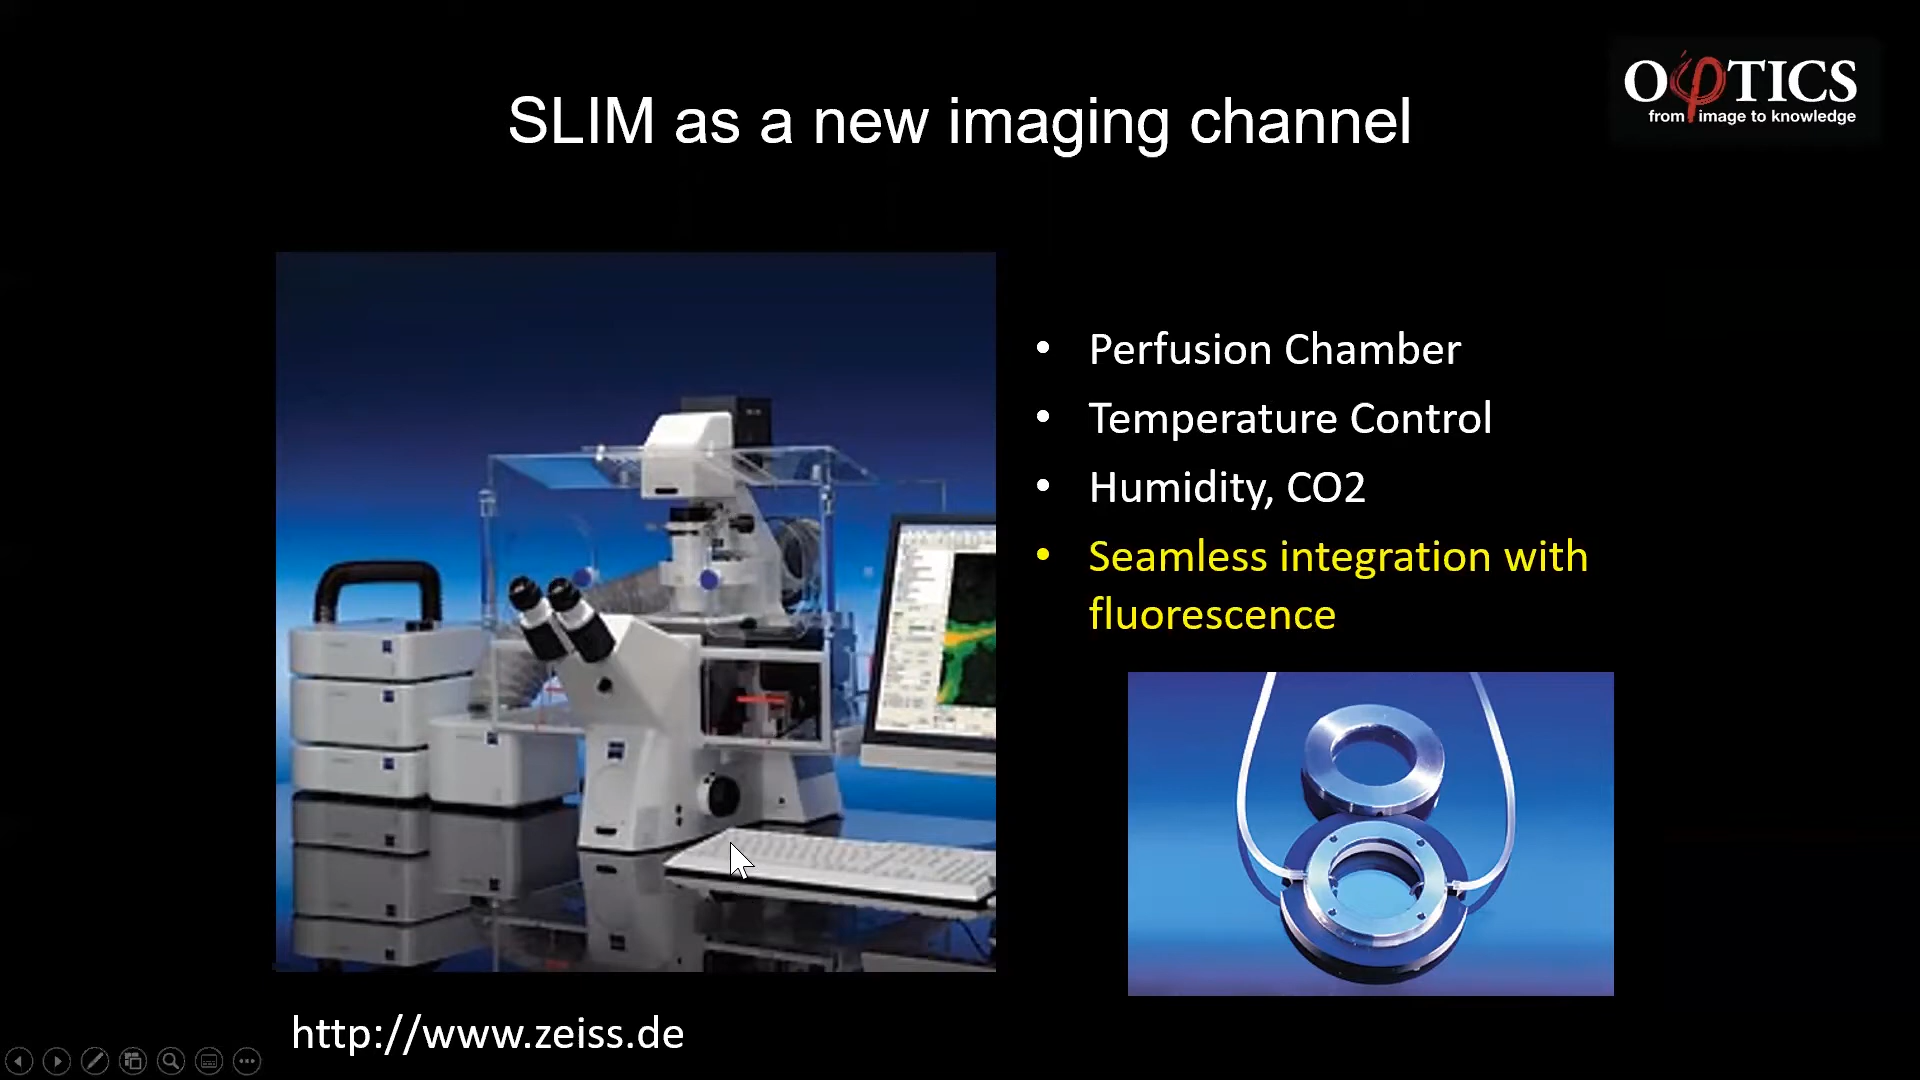 SLIM as a new imaging channel
OφTICS
from image to knowledge
• Perfusion Chamber
• Temperature Control
• Humidity, CO2
• Seamless integration with
fluorescence
http://www.zeiss.de